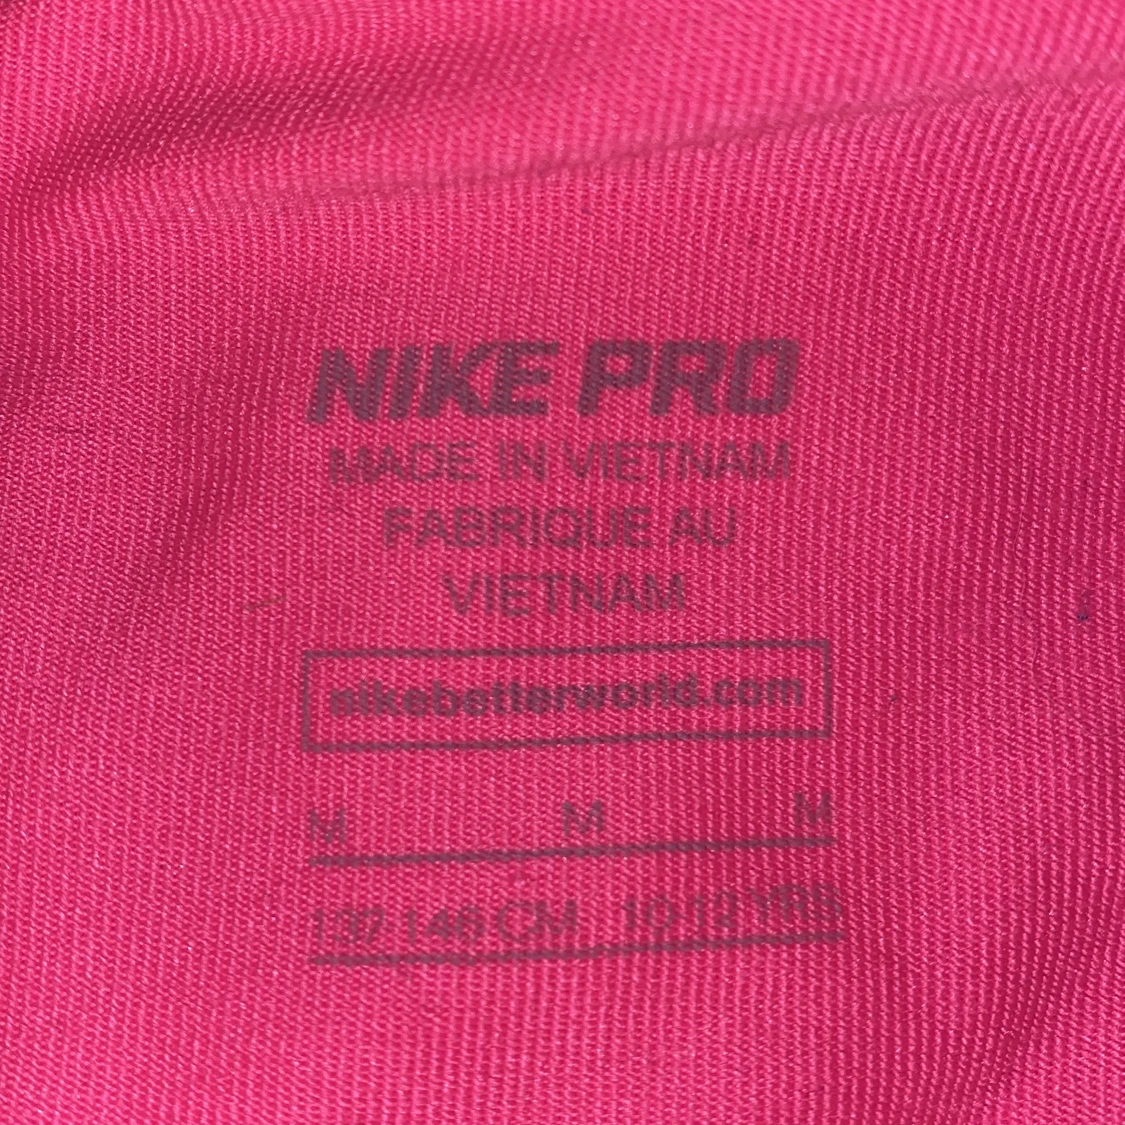 NIKE PRO
MADE IN VIETNAM
FABRIQUE AU
VIETNAM
nikebetterworld.com
M M M
137-146 CM 10-12 YRS